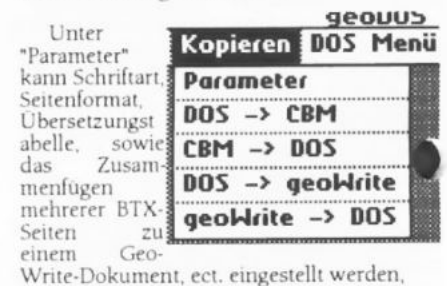 geoDOS
Kopieren DOS Menü
Parameter
DOS -> CBM
CBM -> DOS
DOS -> geoWrite
geoWrite -> DOS
Unter
"Parameter"
kann Schriftart,
Seitenformat,
Übersetzungst
abelle, sowie
das Zusam-
menfügen
mehrerer BTX-
Seiten zu
einem Geo-
Write-Dokument, ect. eingestellt werden,